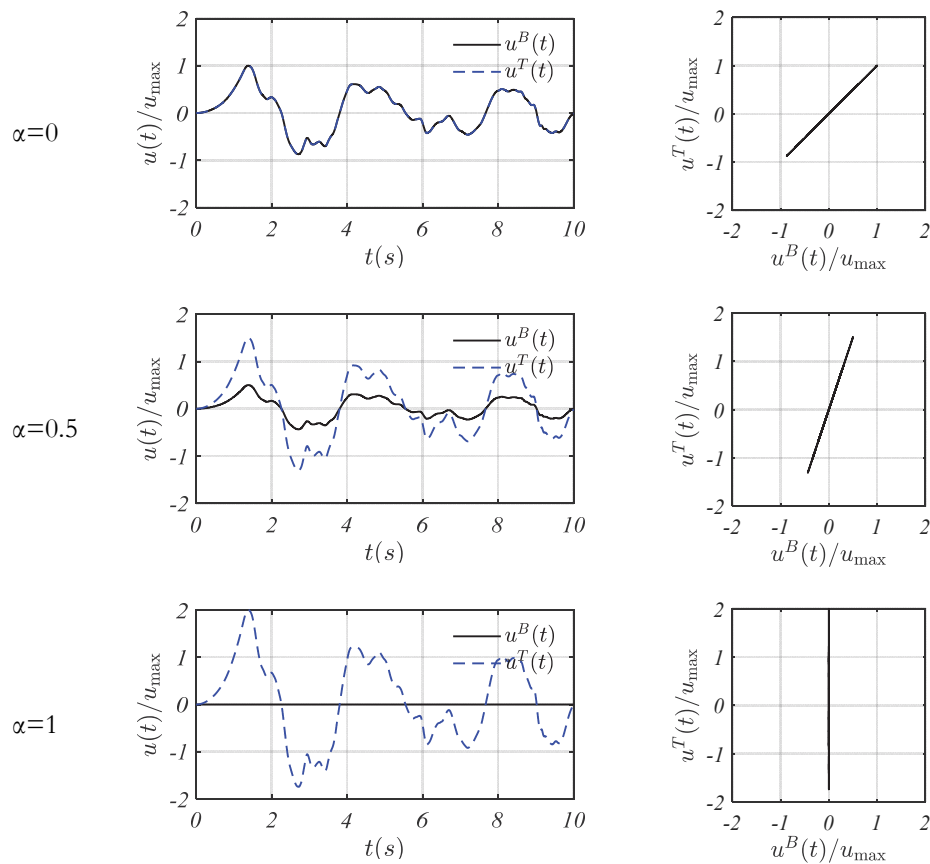 α=0
2
1
0
-1
-2
u(t)/u_max
u^B(t)
u^T(t)
0 2 4 6 8 10
t(s)
2
1
0
-1
-2
u^T(t)/u_max
-2 -1 0 1 2
u^B(t)/u_max
α=0.5
2
1
0
-1
-2
u(t)/u_max
u^B(t)
u^T(t)
0 2 4 6 8 10
t(s)
2
1
0
-1
-2
u^T(t)/u_max
-2 -1 0 1 2
u^B(t)/u_max
α=1
2
1
0
-1
-2
u(t)/u_max
u^B(t)
u^T(t)
0 2 4 6 8 10
t(s)
2
1
0
-1
-2
u^T(t)/u_max
-2 -1 0 1 2
u^B(t)/u_max